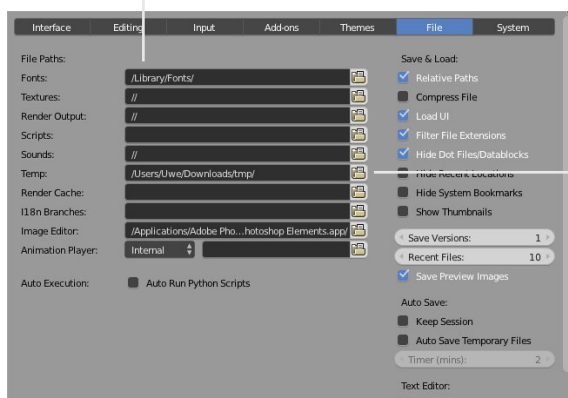 Interface Editing Input Add-ons Themes File System
File Paths:
Fonts: /Library/Fonts/
Textures: //
Render Output: //
Scripts:
Sounds: //
Temp: /Users/Uwe/Downloads/tmp/
Render Cache:
I18n Branches:
Image Editor: /Applications/Adobe Pho...hotoshop Elements.app/
Animation Player: Internal
Auto Execution: Auto Run Python Scripts
Save & Load:
Relative Paths
Compress File
Load UI
Filter File Extensions
Hide Dot Files/Datablocks
Hide Recent Locations
Hide System Bookmarks
Show Thumbnails
Save Versions: 1
Recent Files: 10
Save Preview Images
Auto Save:
Keep Session
Auto Save Temporary Files
Timer (mins): 2
Text Editor: